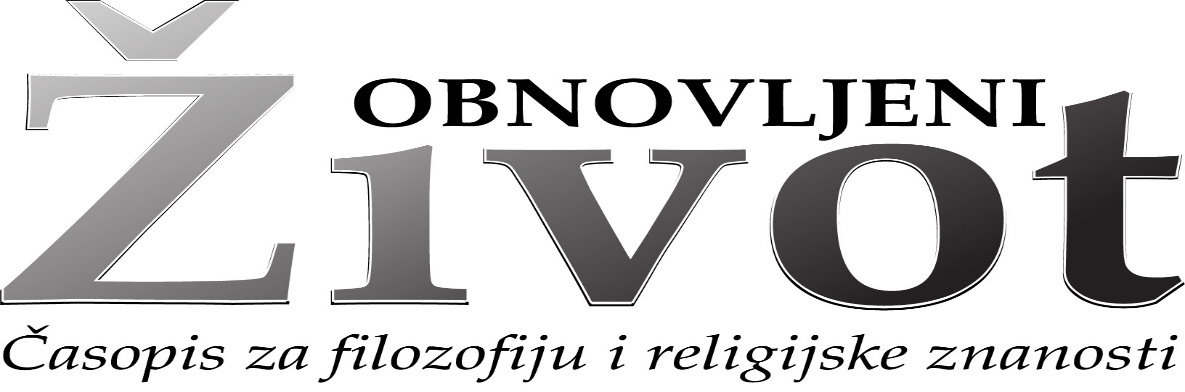 OBNOVLJENI
Život
Časopis za filozofiju i religijske znanosti